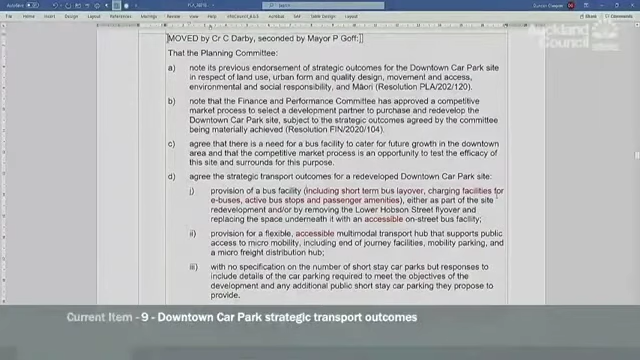 Auckland
Council
MOVED by Cr C Darby, seconded by Mayor P Goff:
That the Planning Committee:
a) note its previous endorsement of strategic outcomes for the Downtown Car Park site
in respect of land use, urban form and quality design, movement and access,
environmental and social responsibility, and Māori (Resolution PLA/202/120).
b) note that the Finance and Performance Committee has approved a competitive
market process to select a development partner to purchase and redevelop the
Downtown Car Park site, subject to the strategic outcomes agreed by the committee
being materially achieved (Resolution FIN/2020/104).
c) agree that there is a need for a bus facility to cater for future growth in the downtown
area and that the competitive market process is an opportunity to test the efficacy of
this site and surrounds for this purpose.
d) agree the strategic transport outcomes for a redeveloped Downtown Car Park site:
i) provision of a bus facility (including short term bus layover, charging facilities for
e-buses, active bus stops and passenger amenities), either as part of the site
redevelopment and/or by removing the Lower Hobson Street flyover and
replacing the space underneath it with an accessible on-street bus facility;
ii) provision for a flexible, accessible multimodal transport hub that supports public
access to micro mobility, including end of journey facilities, mobility parking, and
a micro freight distribution hub;
iii) with no specification on the number of short stay car parks but responses to
include details of the car parking required to meet the objectives of the
development and any additional public short stay car parking they propose to
provide.
Current Item - 9 - Downtown Car Park strategic transport outcomes